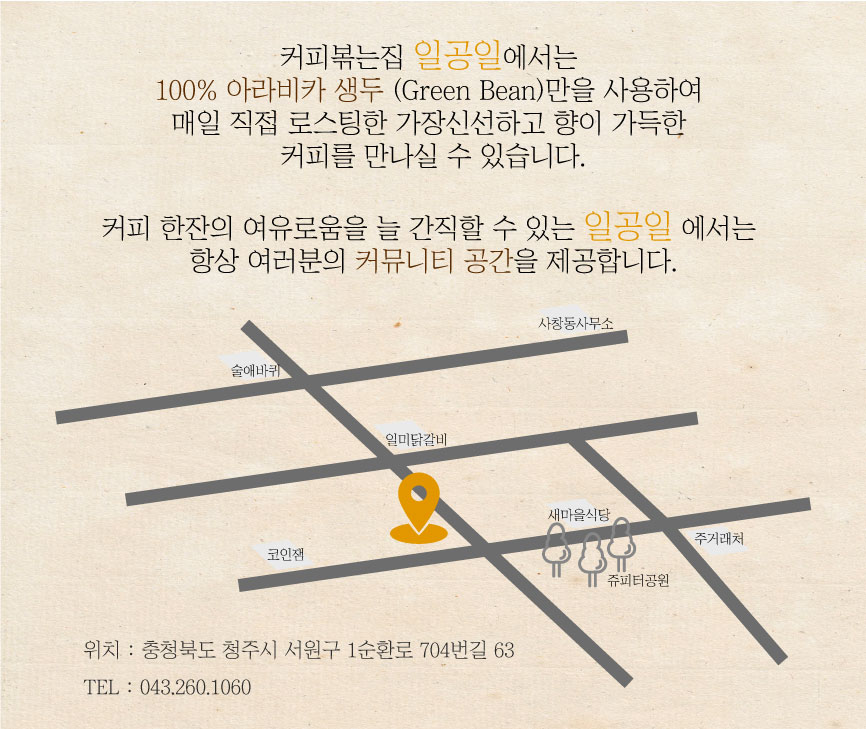 커피볶는집 일공일에서는
100% 아라비카 생두 (Green Bean)만을 사용하여
매일 직접 로스팅한 가장신선하고 향이 가득한
커피를 만나실 수 있습니다.
커피 한잔의 여유로움을 늘 간직할 수 있는 일공일 에서는
항상 여러분의 커뮤니티 공간을 제공합니다.
사창동사무소
술애바퀴
일미닭갈비
새마을식당
주거래처
코인잼
쥬피터공원
위치 : 충청북도 청주시 서원구 1순환로 704번길 63
TEL : 043.260.1060